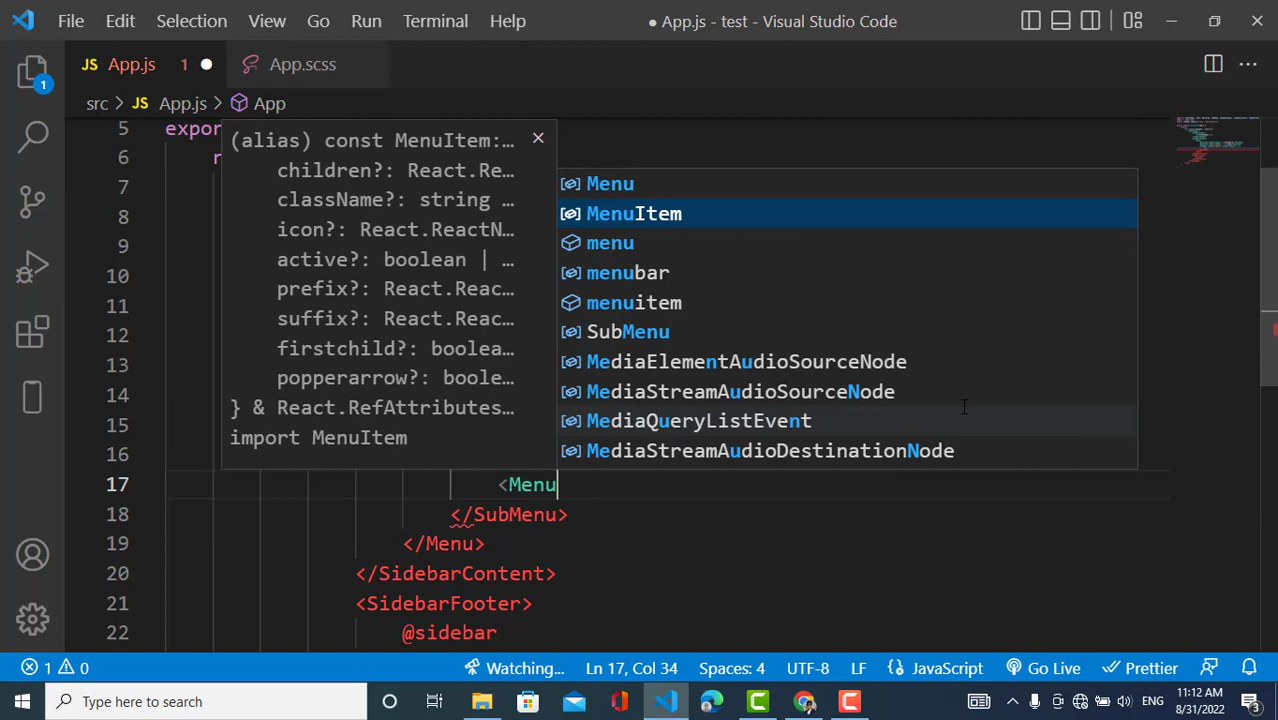 File Edit Selection View Go Run Terminal Help ● App.js - test - Visual Studio Code
JS App.js 1 ● App.scss
src > JS App.js > App
1
5 expor
6 r
7
8
9
10
11
12
13
14
15
16
17 <Menu
18 </SubMenu>
19 </Menu>
20 </SidebarContent>
21 <SidebarFooter>
22 @sidebar
(alias) const MenuItem:...
children?: React.Re...
className?: string ...
icon?: React.ReactN...
active?: boolean | ...
prefix?: React.Reac...
suffix?: React.Reac...
firstchild?: boolea...
popperarrow?: boole...
} & React.RefAttributes...
import MenuItem
Menu
MenuItem
menu
menubar
menuitem
SubMenu
MediaElementAudioSourceNode
MediaStreamAudioSourceNode
MediaQueryListEvent
MediaStreamAudioDestinationNode
1 0 Watching... Ln 17, Col 34 Spaces: 4 UTF-8 LF JavaScript Go Live Prettier
Type here to search ENG 11:12 AM
8/31/2022 3